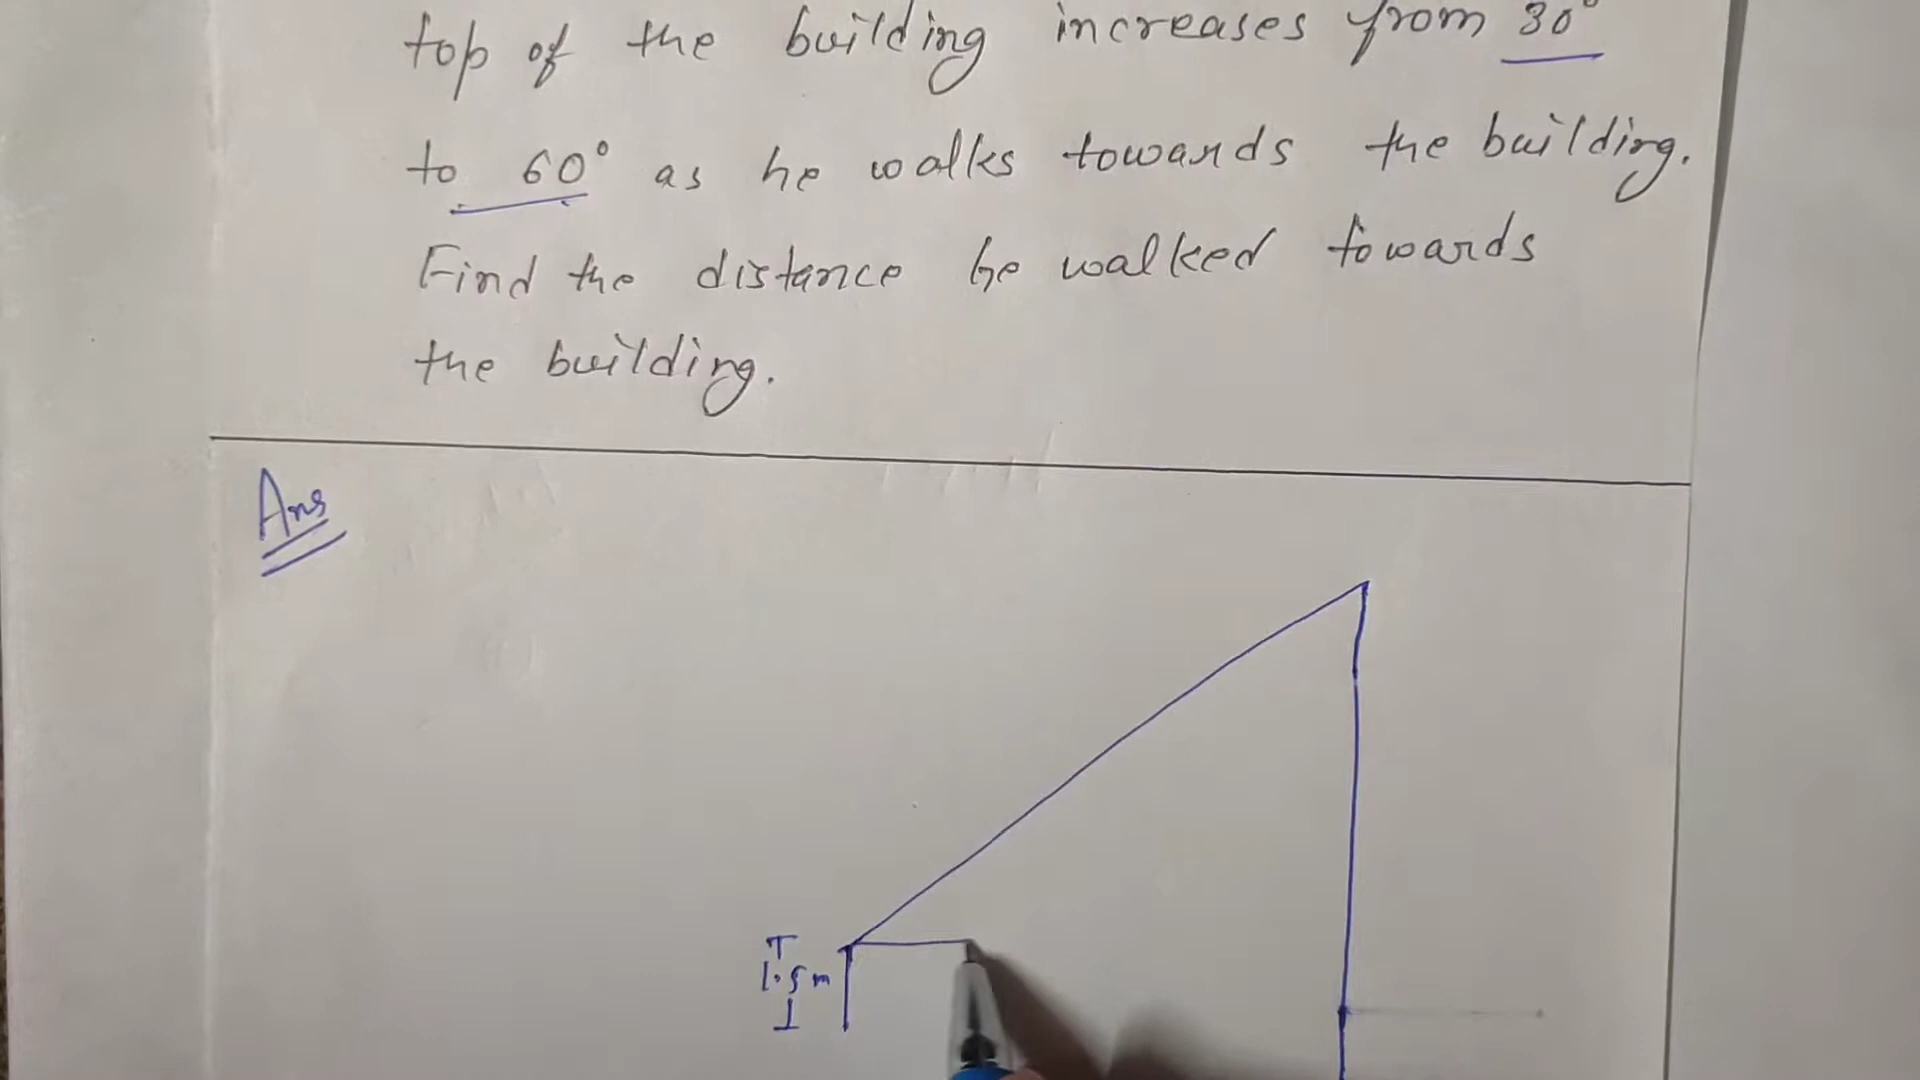 top of the building increases from 30°
to 60° as he walks towards the building.
Find the distance he walked towards
the building.
Ans
1.5m